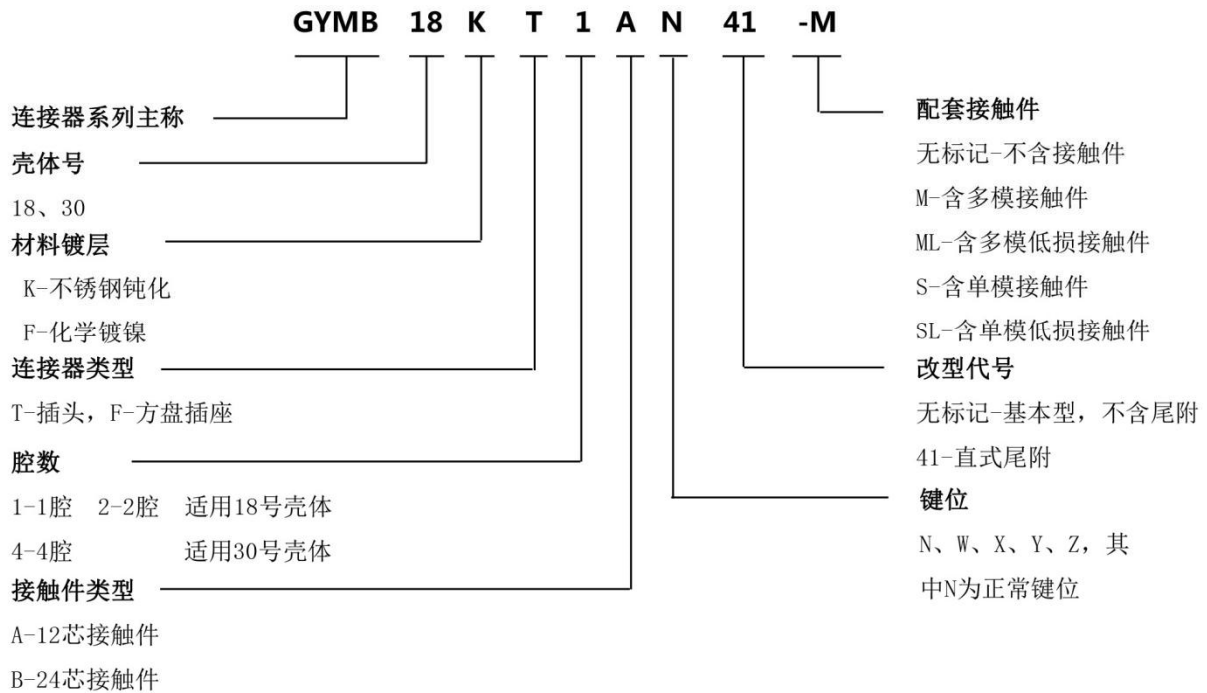 GYMB 18 K T 1 A N 41 -M
连接器系列主称
壳体号
18、30
材料镀层
K-不锈钢钝化
F-化学镀镍
连接器类型
T-插头，F-方盘插座
腔数
1-1腔 2-2腔 适用18号壳体
4-4腔 适用30号壳体
接触件类型
A-12芯接触件
B-24芯接触件
配套接触件
无标记-不含接触件
M-含多模接触件
ML-含多模低损接触件
S-含单模接触件
SL-含单模低损接触件
改型代号
无标记-基本型，不含尾附
41-直式尾附
键位
N、W、X、Y、Z，其
中N为正常键位